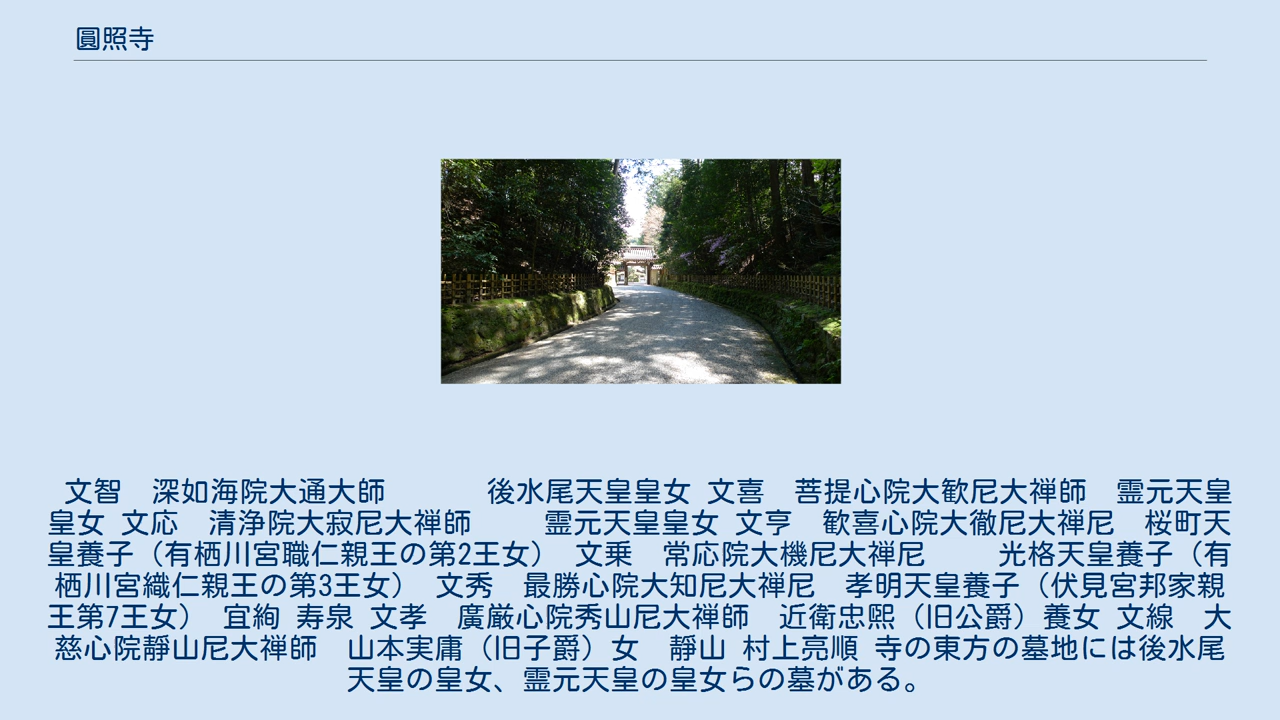 圓照寺
文智　深如海院大通大師　　　後水尾天皇皇女 文喜　菩提心院大歓尼大禅師　霊元天皇
皇女 文応　清浄院大寂尼大禅師　　霊元天皇皇女 文亨　歓喜心院大徹尼大禅尼　桜町天
皇養子（有栖川宮職仁親王の第2王女） 文乗　常応院大機尼大禅尼　　光格天皇養子（有
栖川宮織仁親王の第3王女） 文秀　最勝心院大知尼大禅尼　孝明天皇養子（伏見宮邦家親
王第7王女） 宜絢 寿泉 文孝　廣厳心院秀山尼大禅師　近衛忠煕（旧公爵）養女 文線　大
慈心院靜山尼大禅師　山本実庸（旧子爵）女　靜山 村上亮順 寺の東方の墓地には後水尾
天皇の皇女、霊元天皇の皇女らの墓がある。